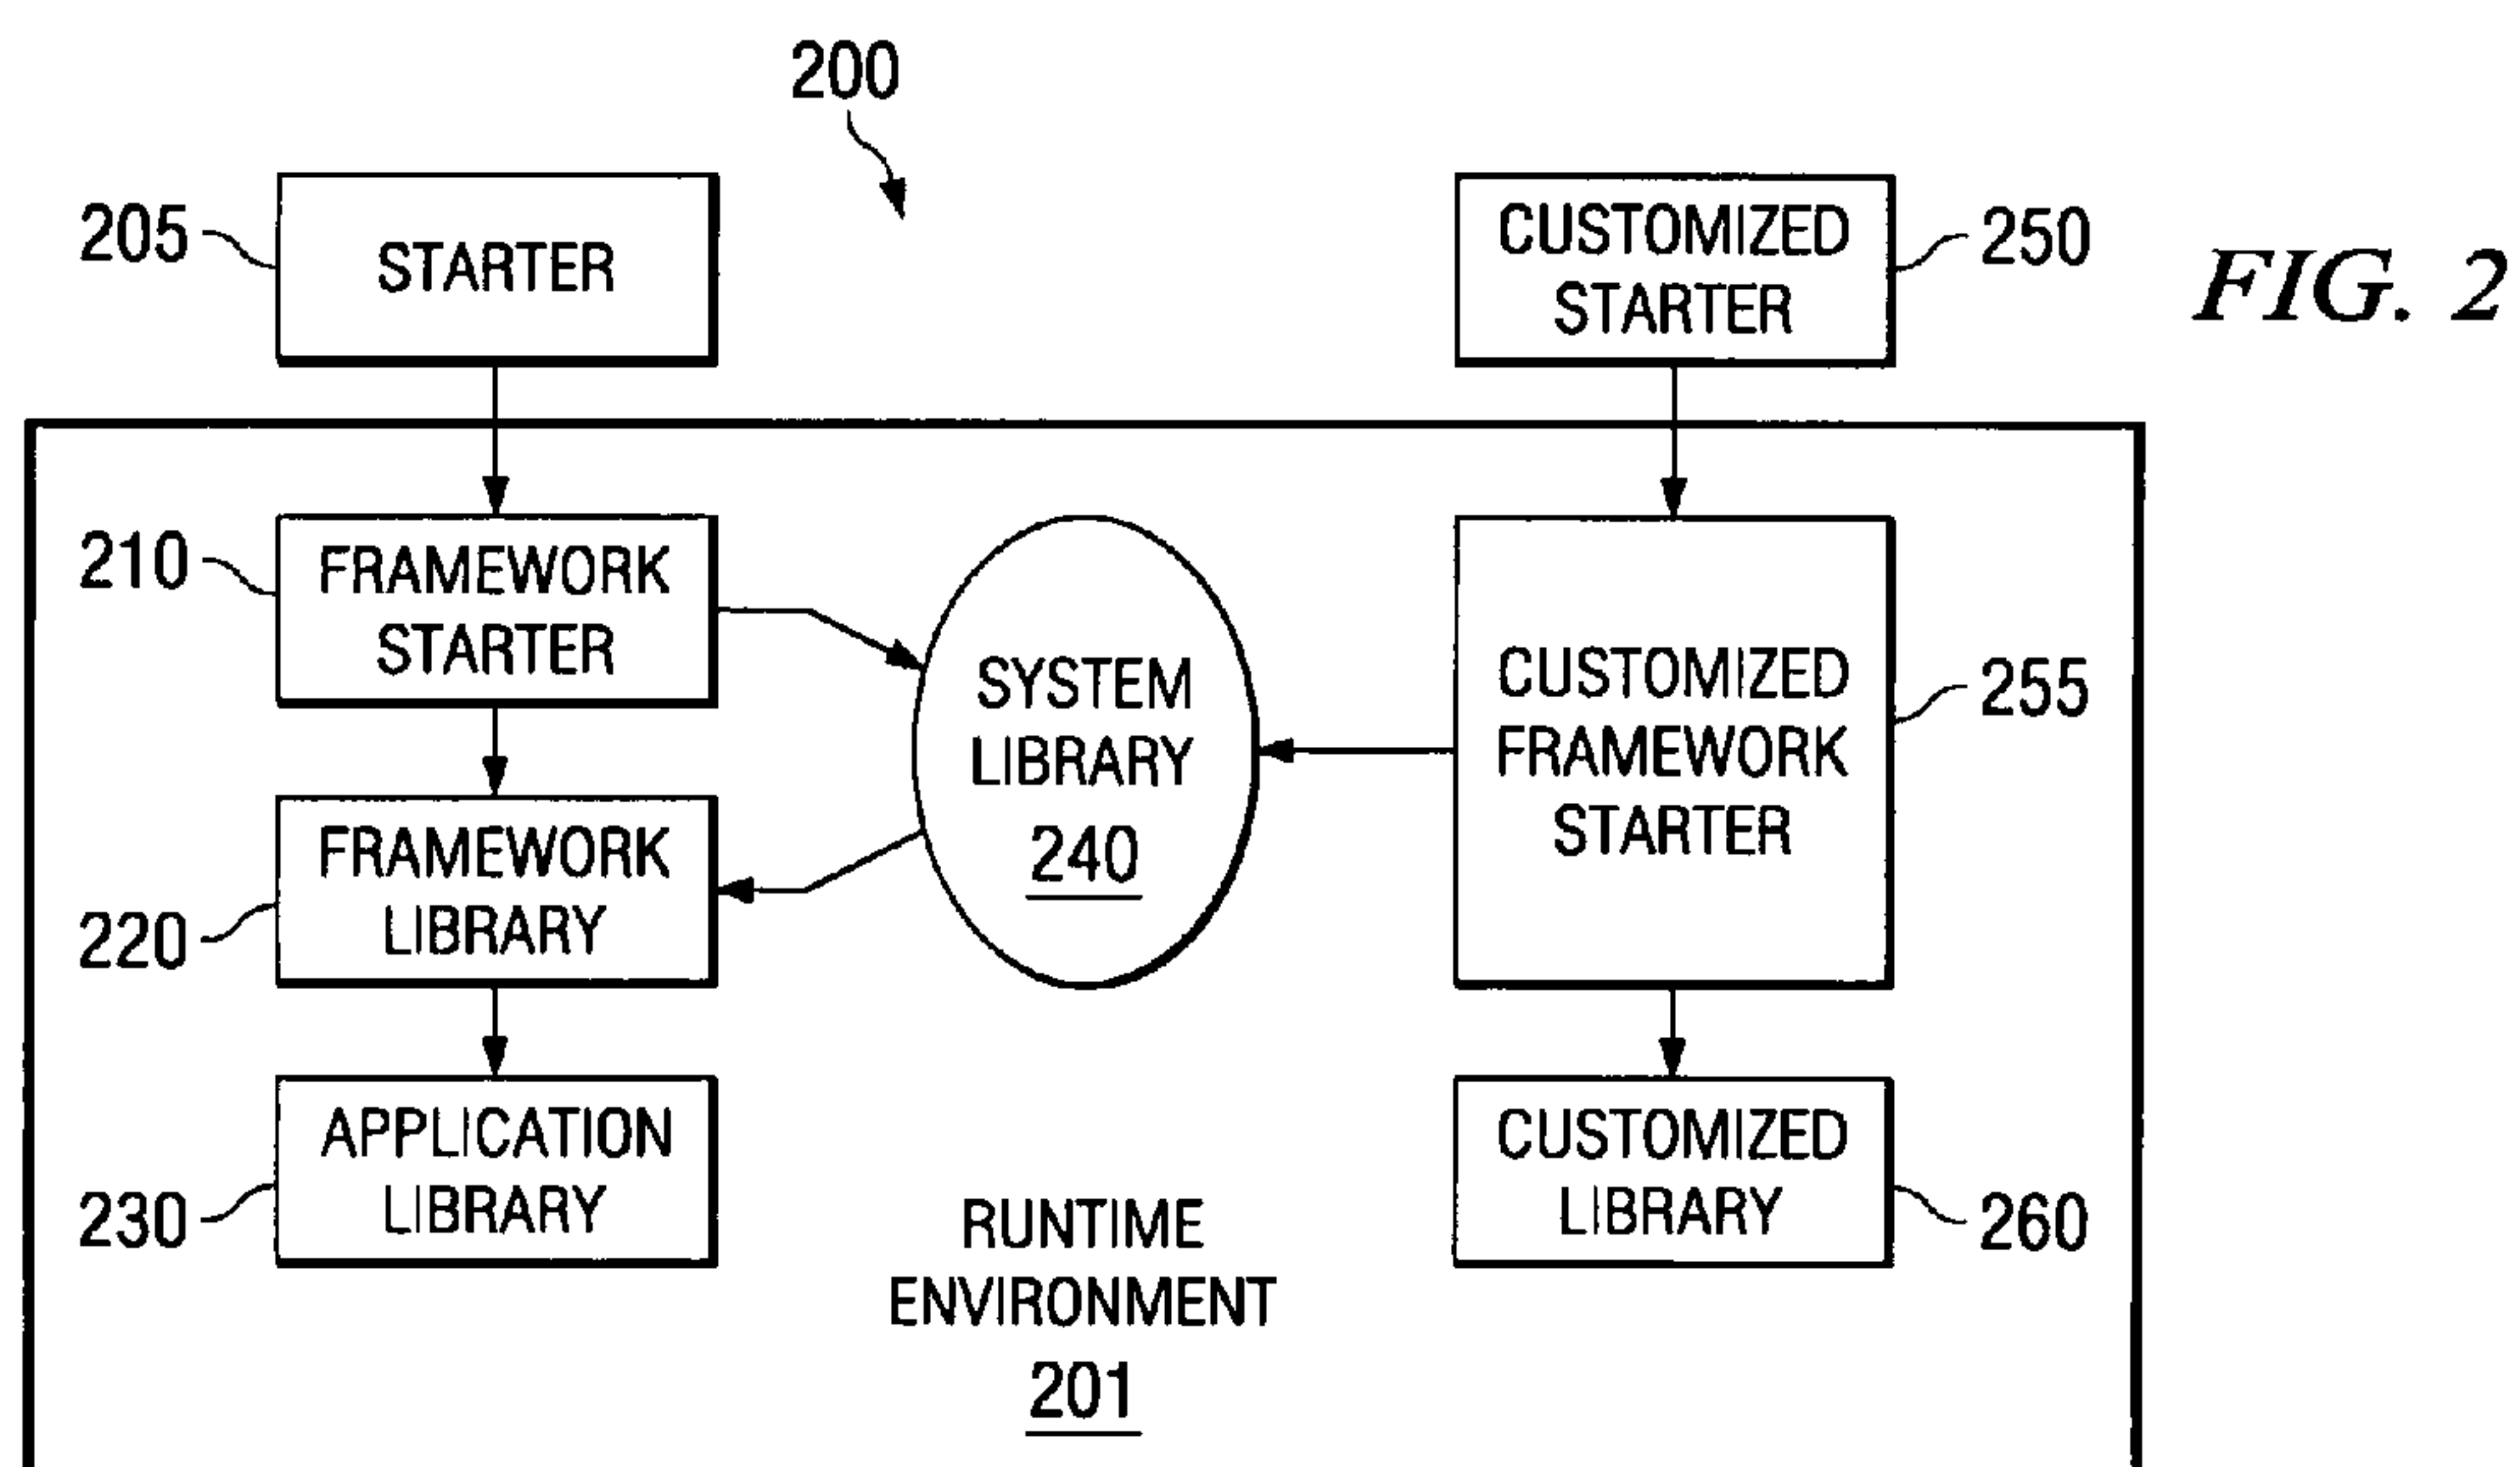 200
205
STARTER
CUSTOMIZED
STARTER
250
FIG. 2
210
FRAMEWORK
STARTER
SYSTEM
LIBRARY
240
CUSTOMIZED
FRAMEWORK
STARTER
255
FRAMEWORK
LIBRARY
220
APPLICATION
LIBRARY
230
RUNTIME
ENVIRONMENT
201
CUSTOMIZED
LIBRARY
260